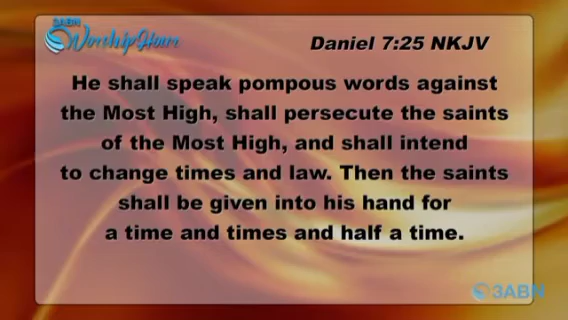 3ABN
Worship Hour
Daniel 7:25 NKJV
He shall speak pompous words against
the Most High, shall persecute the saints
of the Most High, and shall intend
to change times and law. Then the saints
shall be given into his hand for
a time and times and half a time.
3ABN